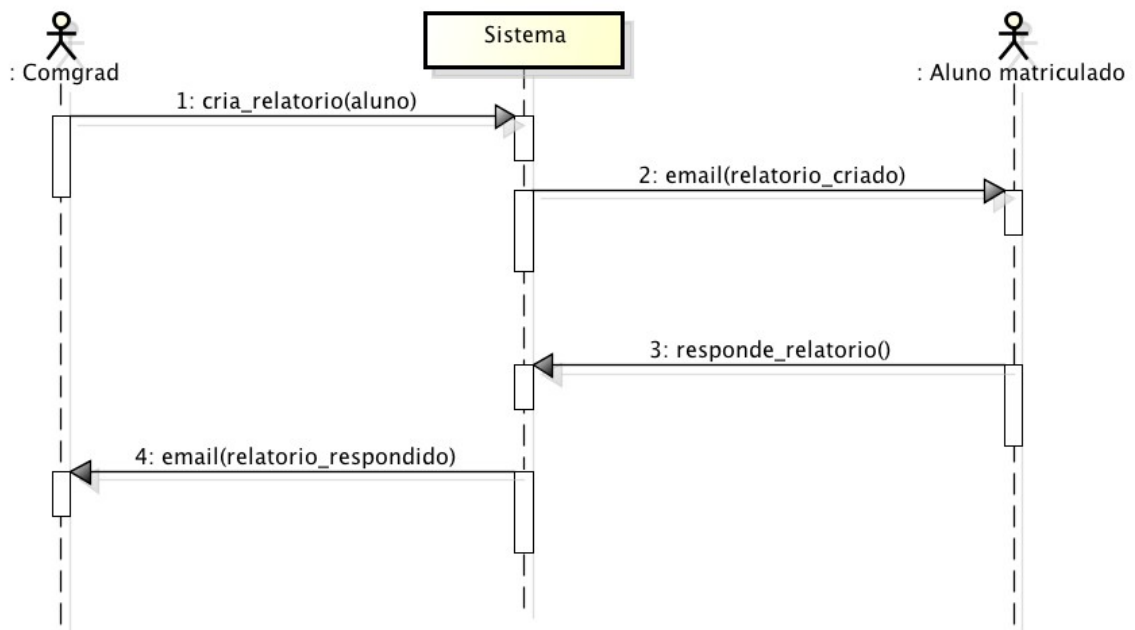 Sistema
: Comgrad
: Aluno matriculado
1: cria_relatorio(aluno)
2: email(relatorio_criado)
3: responde_relatorio()
4: email(relatorio_respondido)